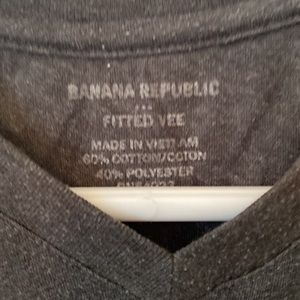 BANANA REPUBLIC
FITTED VEE
MADE IN VIETNAM
60% COTTON/COTON
40% POLYESTER